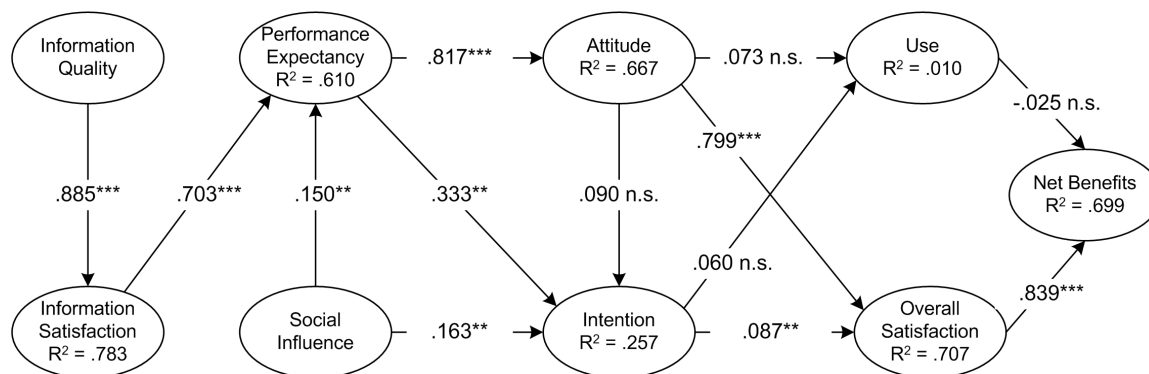 Information
Quality
Performance
Expectancy
R² = .610
.817***
Attitude
R² = .667
.073 n.s.
Use
R² = .010
-.025 n.s.
.799***
.885***
.703***
.150**
.333**
.090 n.s.
Net Benefits
R² = .699
.060 n.s.
Information
Satisfaction
R² = .783
Social
Influence
.163**
Intention
R² = .257
.087**
Overall
Satisfaction
R² = .707
.839***